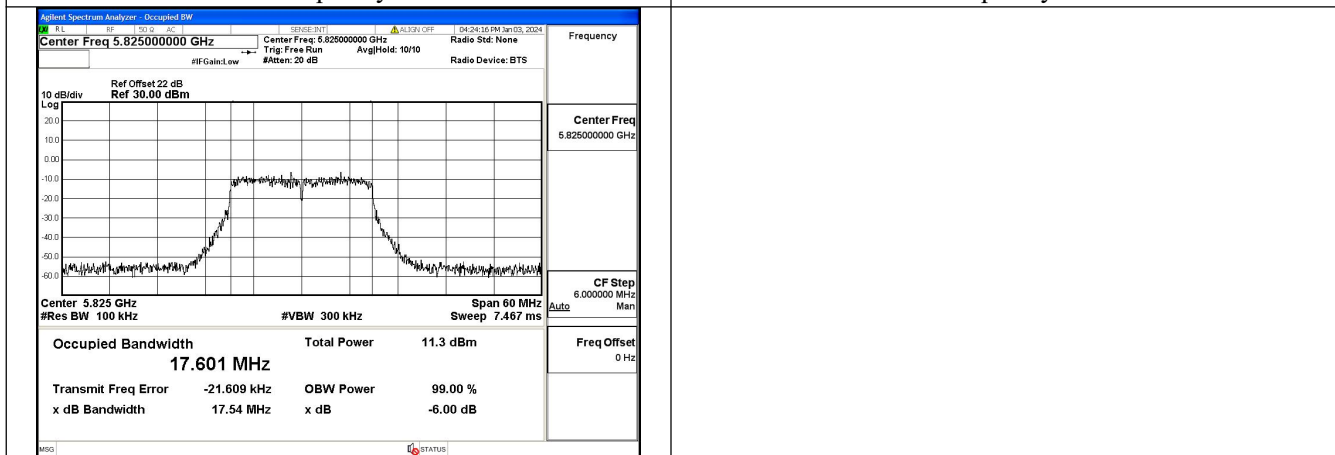 Agilent Spectrum Analyzer - Occupied BW
RL RF 50 Ω AC SENSE:INT ALIGN OFF 04:24:16 PM Jan 03, 2024
Center Freq 5.825000000 GHz Center Freq: 5.825000000 GHz Radio Std: None Frequency
Trig: Free Run Avg|Hold: 10/10
#IFGain:Low #Atten: 20 dB Radio Device: BTS
Ref Offset 22 dB
10 dB/div Ref 30.00 dBm
Log
20.0
10.0
0.00
-10.0
-20.0
-30.0
-40.0
-50.0
-60.0
Center Freq
5.825000000 GHz
CF Step
6.000000 MHz
Auto Man
Center 5.825 GHz Span 60 MHz
#Res BW 100 kHz #VBW 300 kHz Sweep 7.467 ms
Freq Offset
0 Hz
Occupied Bandwidth Total Power 11.3 dBm
17.601 MHz
Transmit Freq Error -21.609 kHz OBW Power 99.00 %
x dB Bandwidth 17.54 MHz x dB -6.00 dB
MSG STATUS